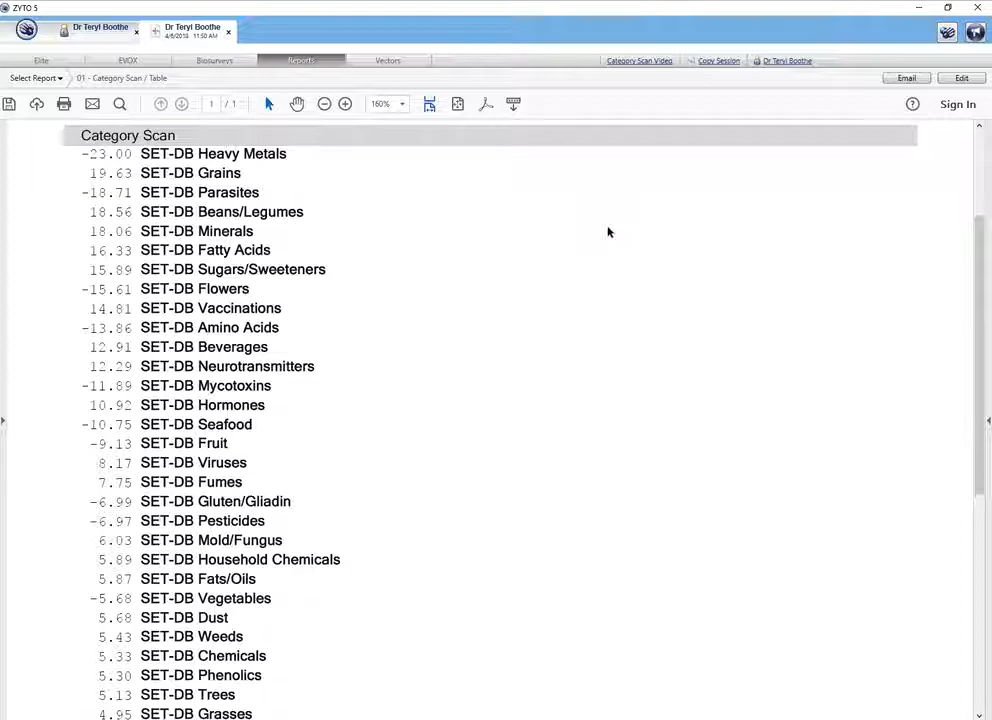 ZYTO 5
Dr Teryl Boothe
Dr Teryl Boothe
4/6/2018 11:50 AM
Elite EVOX Biosurveys Reports Vectors Category Scan Video Copy Session Dr Teryl Boothe
Select Report 01 - Category Scan / Table Email Edit
1 / 1 160% Sign In
Category Scan
-23.00 SET-DB Heavy Metals
19.63 SET-DB Grains
-18.71 SET-DB Parasites
18.56 SET-DB Beans/Legumes
18.06 SET-DB Minerals
16.33 SET-DB Fatty Acids
15.89 SET-DB Sugars/Sweeteners
-15.61 SET-DB Flowers
14.81 SET-DB Vaccinations
-13.86 SET-DB Amino Acids
12.91 SET-DB Beverages
12.29 SET-DB Neurotransmitters
-11.89 SET-DB Mycotoxins
10.92 SET-DB Hormones
-10.75 SET-DB Seafood
-9.13 SET-DB Fruit
8.17 SET-DB Viruses
7.75 SET-DB Fumes
-6.99 SET-DB Gluten/Gliadin
-6.97 SET-DB Pesticides
6.03 SET-DB Mold/Fungus
5.89 SET-DB Household Chemicals
5.87 SET-DB Fats/Oils
-5.68 SET-DB Vegetables
5.68 SET-DB Dust
5.43 SET-DB Weeds
5.33 SET-DB Chemicals
5.30 SET-DB Phenolics
5.13 SET-DB Trees
4.95 SET-DB Grasses